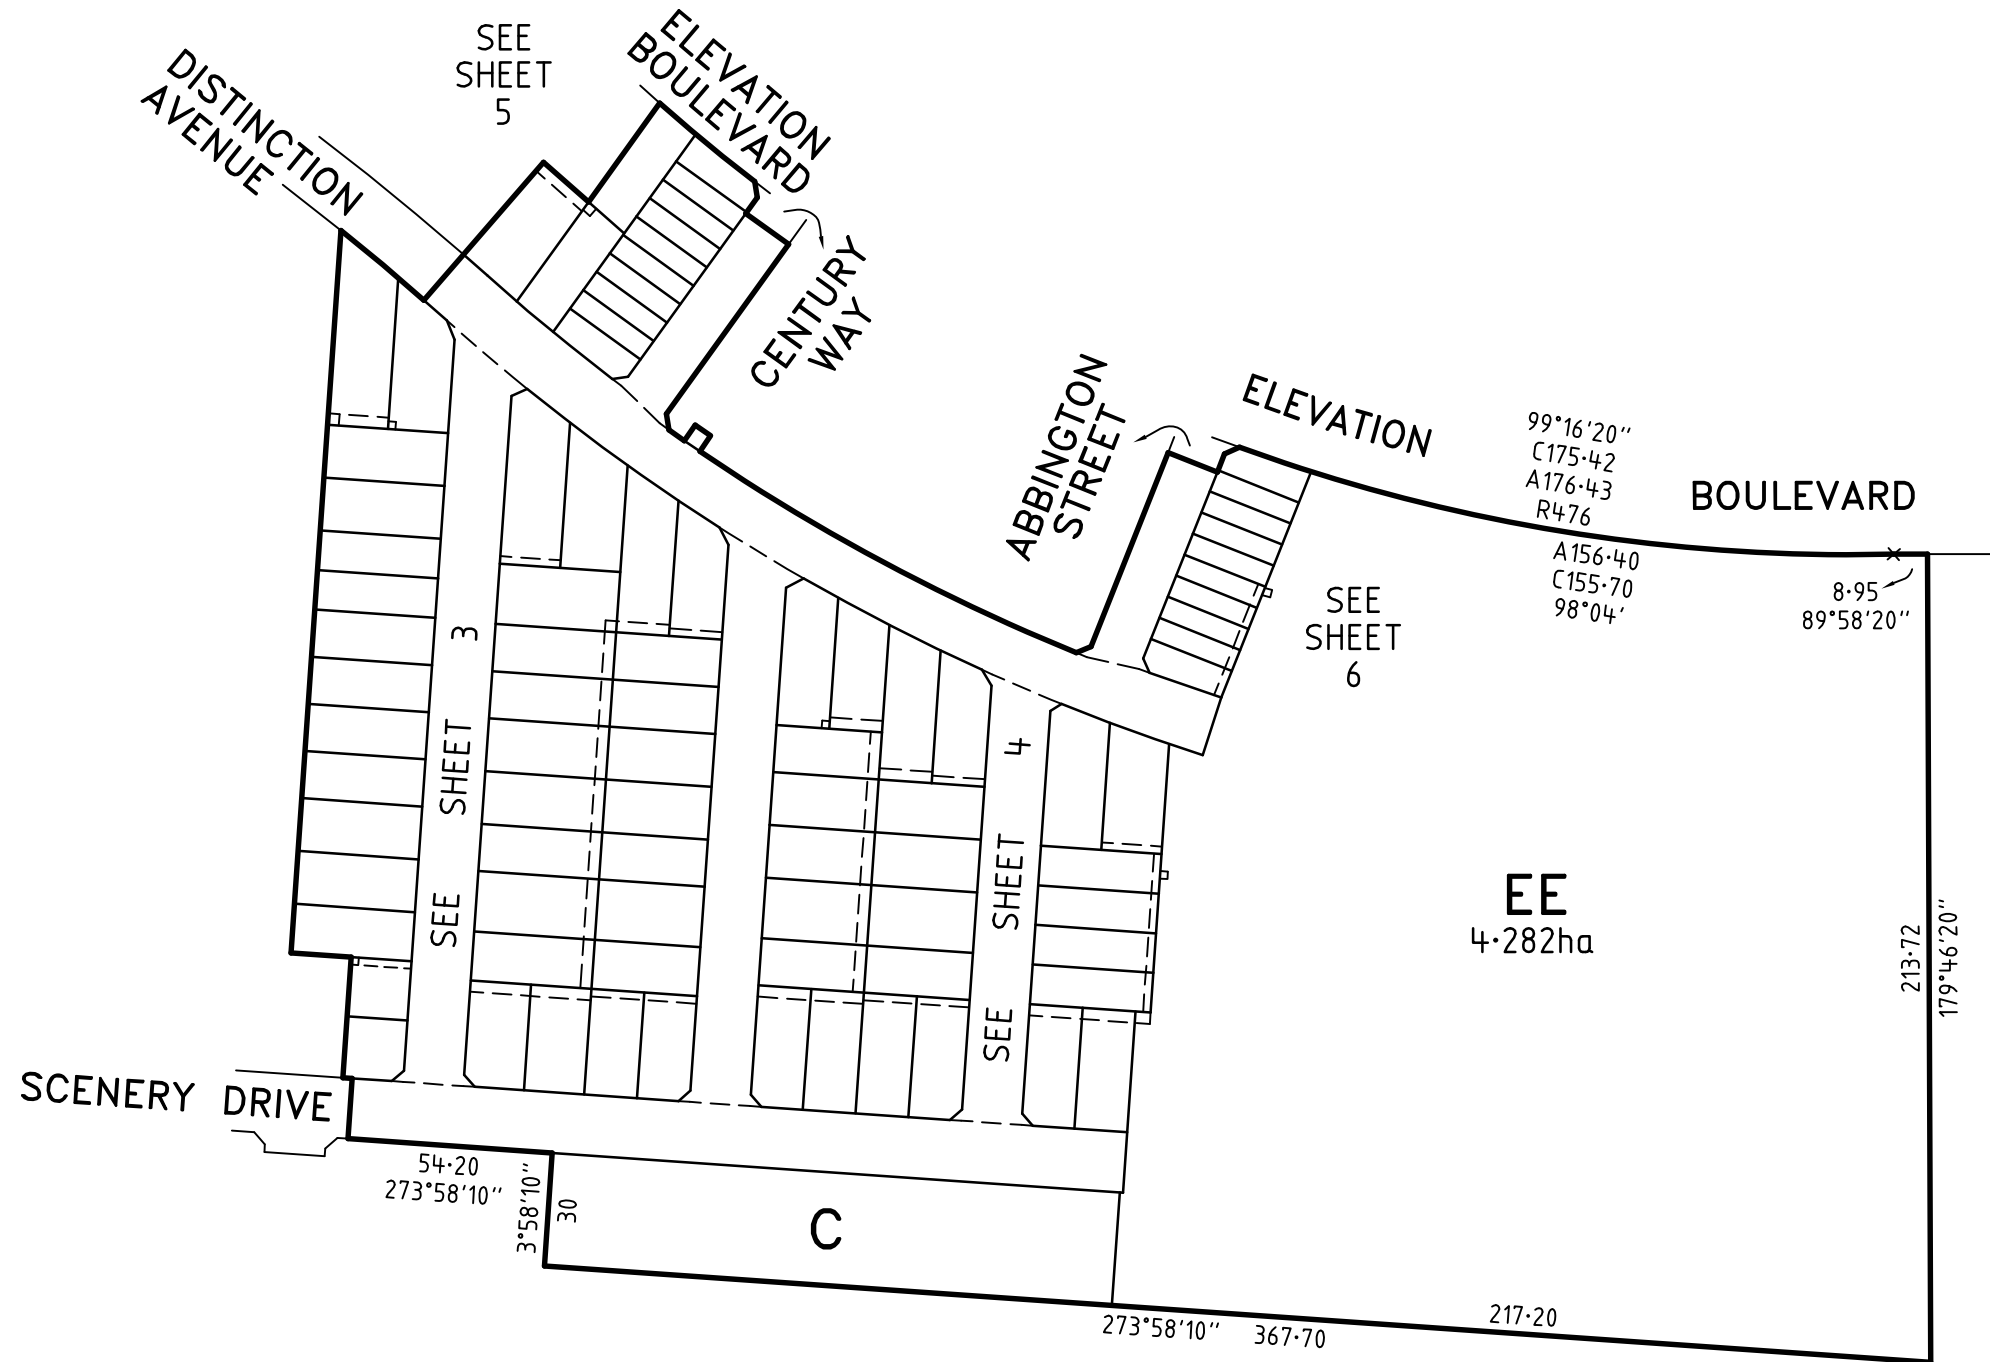 SEE
SHEET
5
ELEVATION
BOULEVARD
DISTINCTION
AVENUE
CENTURY
WAY
ABBINGTON
STREET
ELEVATION
BOULEVARD
99°16'20"
C175·42
A176·43
R476
A156·40
C155·70
98°04'
8·95
89°58'20"
SEE
SHEET
6
SEE SHEET 3
SEE SHEET 4
EE
4·282ha
213·72
179°46'20"
SCENERY DRIVE
54·20
273°58'10"
3°58'10"
30
C
217·20
273°58'10" 367·70